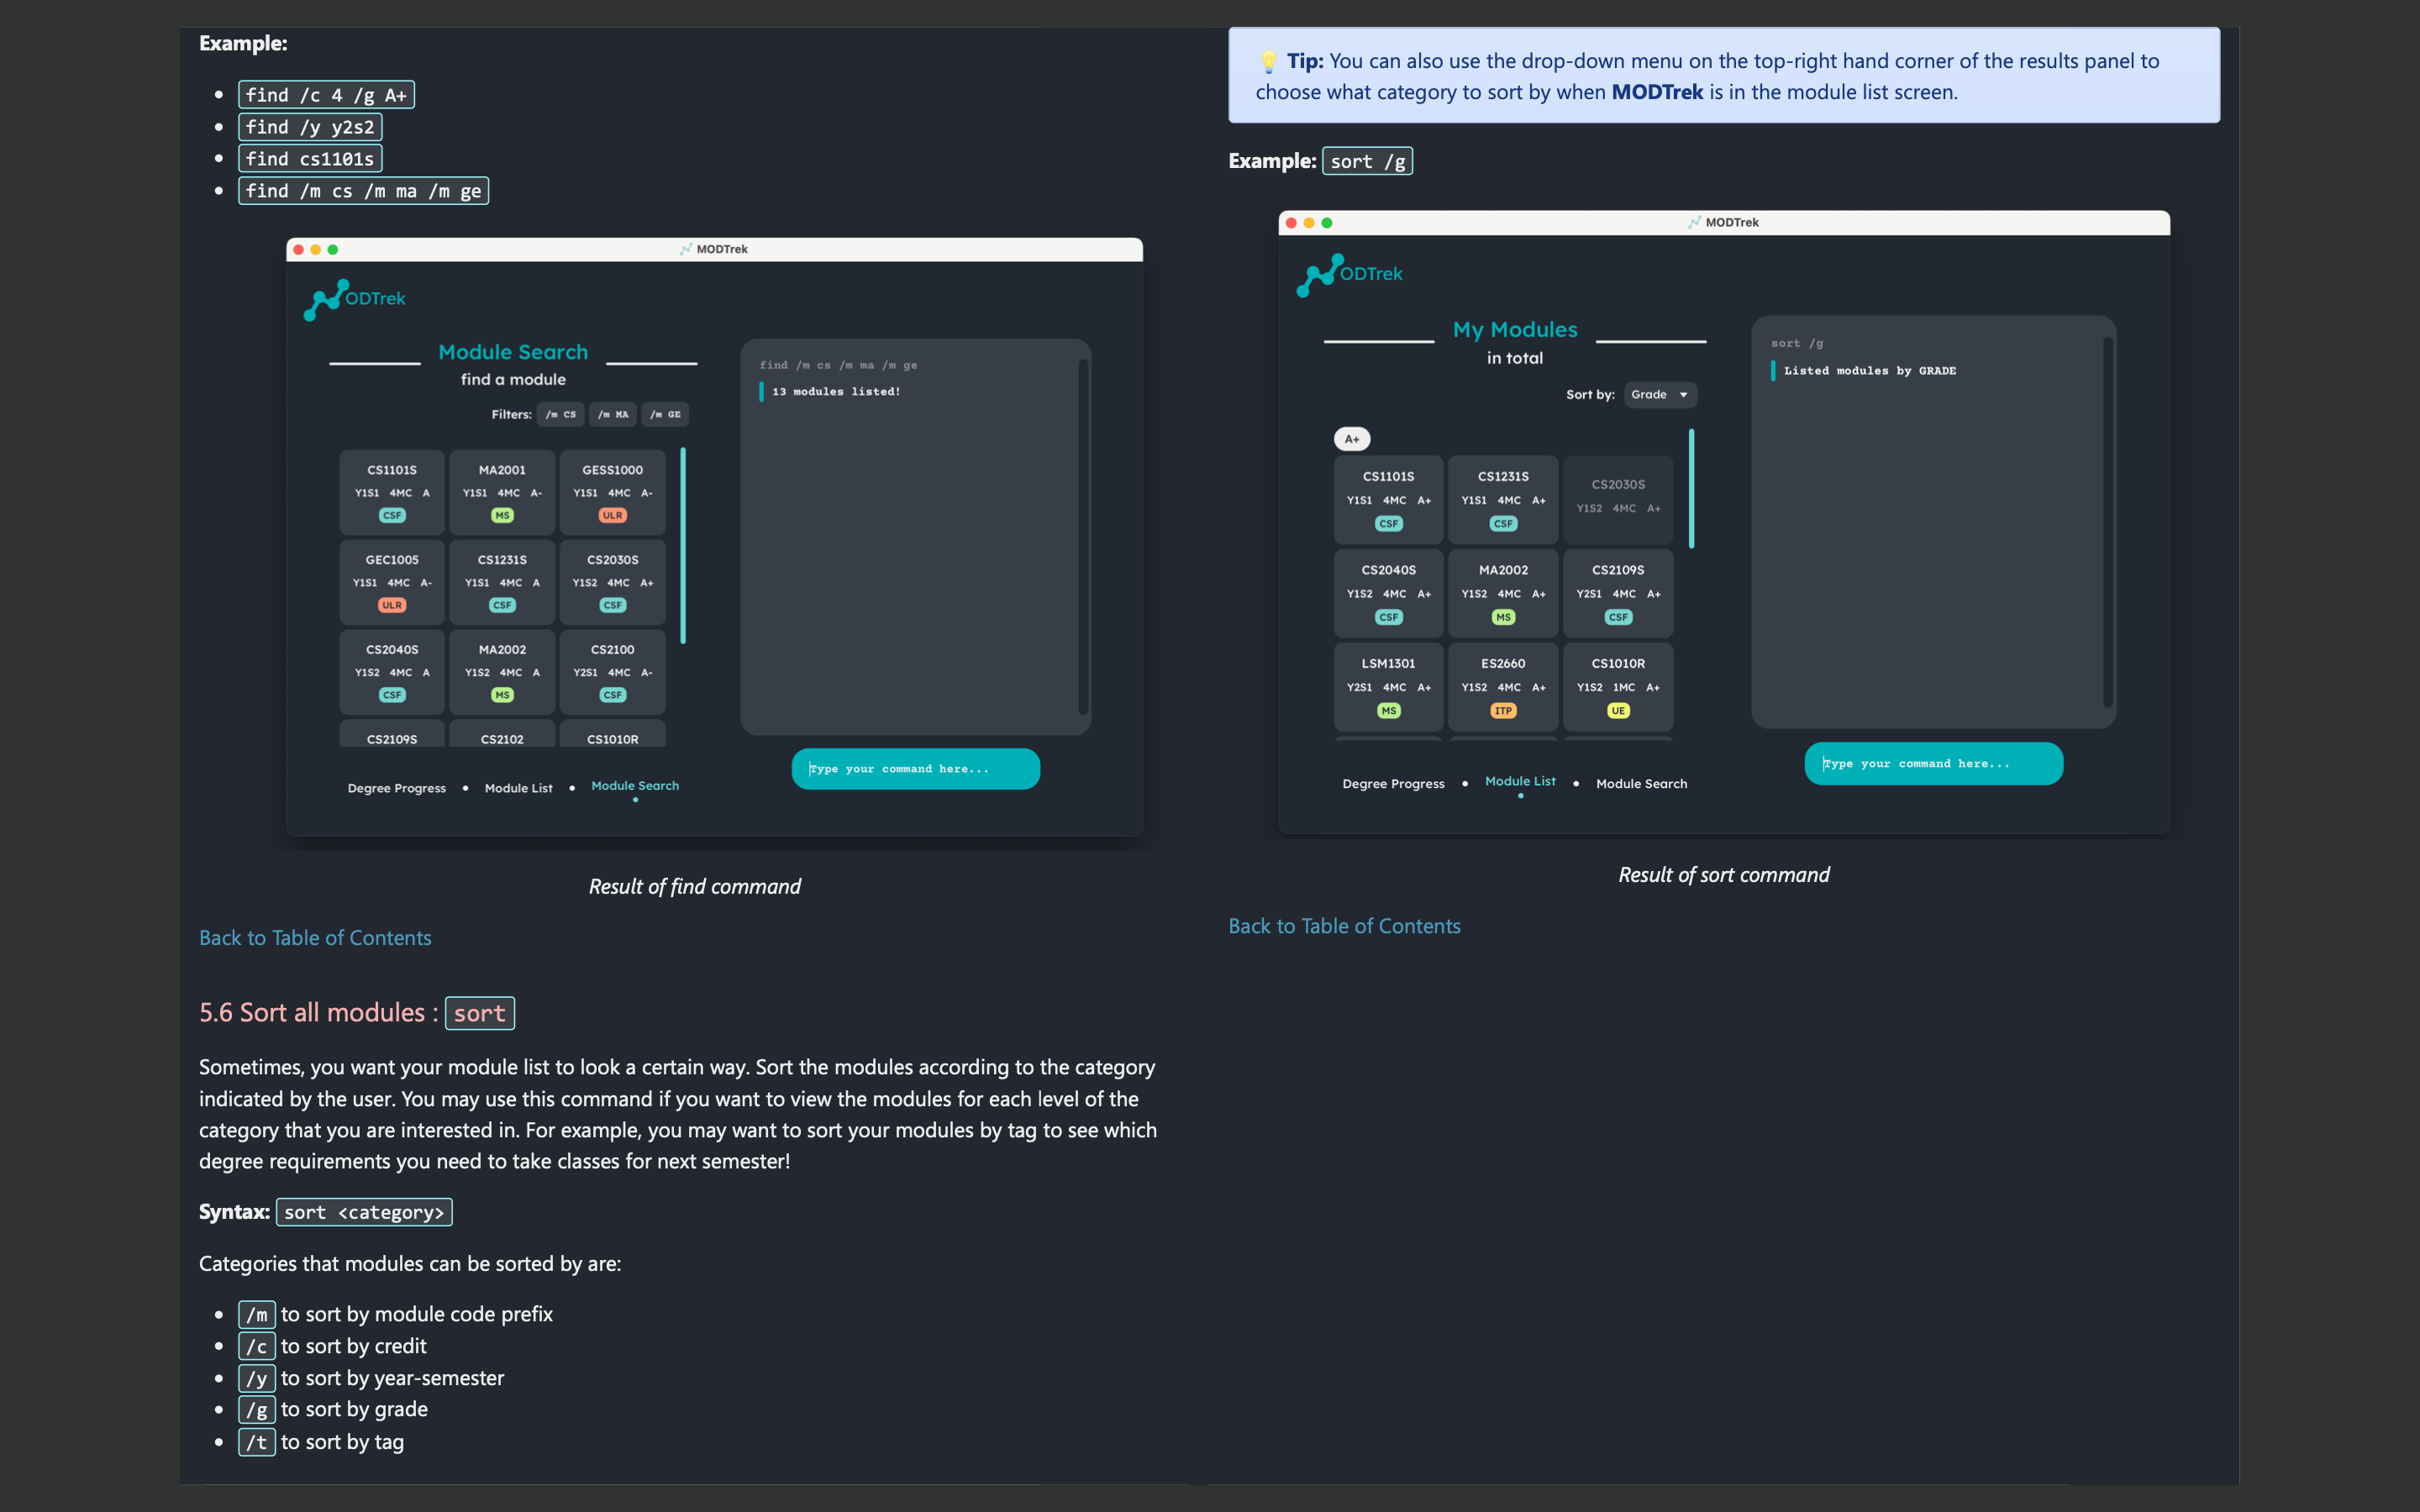 Example:
find /c 4 /g A+
find /y y2s2
find cs1101s
find /m cs /m ma /m ge
MODTrek
ODTrek
Module Search
find a module
Filters: /m CS /m MA /m GE
CS1101S MA2001 GESS1000
Y1S1 4MC A Y1S1 4MC A- Y1S1 4MC A-
CSF MS ULR
GEC1005 CS1231S CS2030S
Y1S1 4MC A- Y1S1 4MC A Y1S2 4MC A+
ULR CSF CSF
CS2040S MA2002 CS2100
Y1S2 4MC A Y1S2 4MC A Y2S1 4MC A-
CSF MS CSF
CS2109S CS2102 CS1010R
Degree Progress • Module List • Module Search
find /m cs /m ma /m ge
13 modules listed!
Type your command here...
Result of find command
Back to Table of Contents
5.6 Sort all modules : sort
Sometimes, you want your module list to look a certain way. Sort the modules according to the category
indicated by the user. You may use this command if you want to view the modules for each level of the
category that you are interested in. For example, you may want to sort your modules by tag to see which
degree requirements you need to take classes for next semester!
Syntax: sort <category>
Categories that modules can be sorted by are:
/m to sort by module code prefix
/c to sort by credit
/y to sort by year-semester
/g to sort by grade
/t to sort by tag
💡 Tip: You can also use the drop-down menu on the top-right hand corner of the results panel to
choose what category to sort by when MODTrek is in the module list screen.
Example: sort /g
MODTrek
ODTrek
My Modules
in total
Sort by: Grade
A+
CS1101S CS1231S CS2030S
Y1S1 4MC A+ Y1S1 4MC A+ Y1S2 4MC A+
CSF CSF
CS2040S MA2002 CS2109S
Y1S2 4MC A+ Y1S2 4MC A+ Y2S1 4MC A+
CSF MS CSF
LSM1301 ES2660 CS1010R
Y2S1 4MC A+ Y1S2 4MC A+ Y1S2 1MC A+
MS ITP UE
Degree Progress • Module List • Module Search
sort /g
Listed modules by GRADE
Type your command here...
Result of sort command
Back to Table of Contents